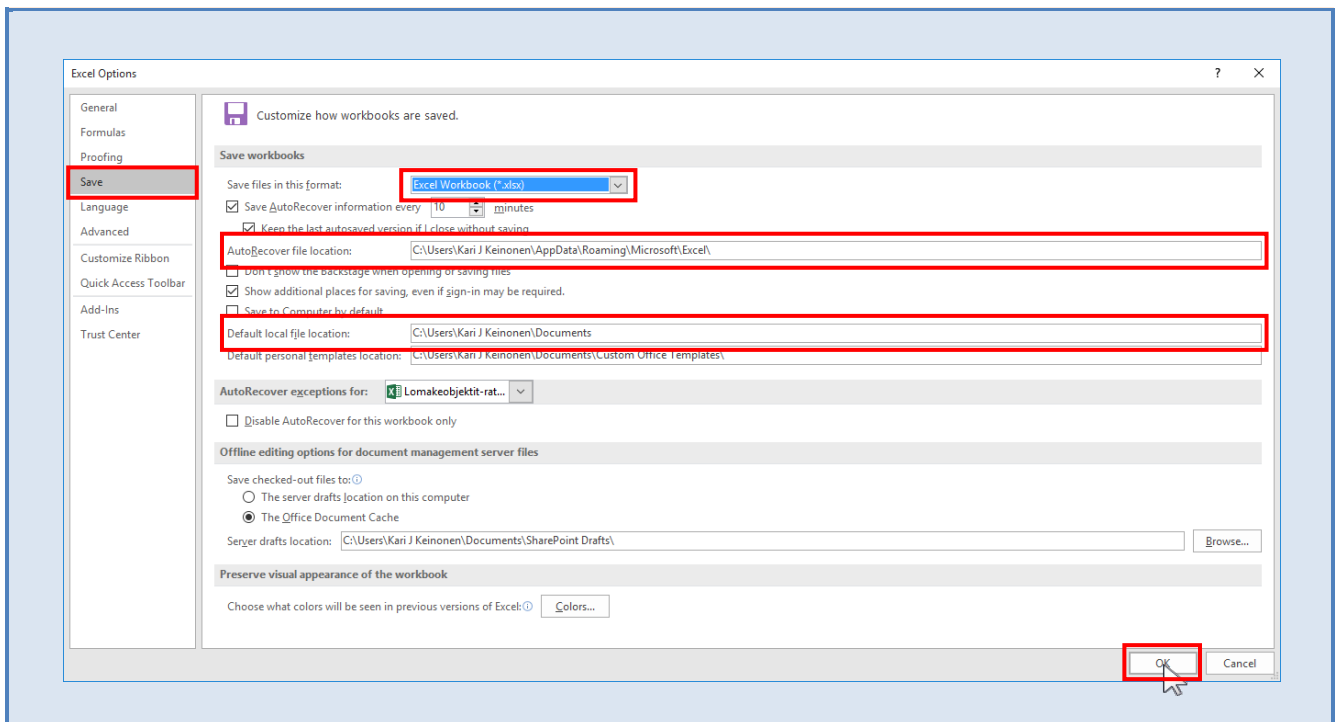 Excel Options
?
General
Formulas
Proofing
Save
Language
Advanced
Customize Ribbon
Quick Access Toolbar
Add-Ins
Trust Center
Customize how workbooks are saved.
Save workbooks
Save files in this format: Excel Workbook (*.xlsx)
Save AutoRecover information every 10 minutes
Keep the last autosaved version if I close without saving
AutoRecover file location: C:\Users\Kari J Keinonen\AppData\Roaming\Microsoft\Excel\
Don't show the Backstage when opening or saving files
Show additional places for saving, even if sign-in may be required.
Save to Computer by default
Default local file location: C:\Users\Kari J Keinonen\Documents
Default personal templates location: C:\Users\Kari J Keinonen\Documents\Custom Office Templates\
AutoRecover exceptions for: Lomakeobjektit-rat...
Disable AutoRecover for this workbook only
Offline editing options for document management server files
Save checked-out files to:
The server drafts location on this computer
The Office Document Cache
Server drafts location: C:\Users\Kari J Keinonen\Documents\SharePoint Drafts\ Browse...
Preserve visual appearance of the workbook
Choose what colors will be seen in previous versions of Excel: Colors...
OK Cancel